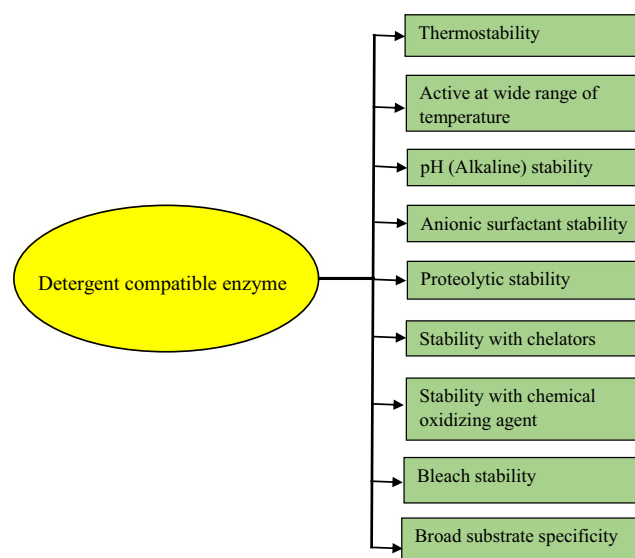 Thermostability
Active at wide range of
temperature
pH (Alkaline) stability
Anionic surfactant stability
Detergent compatible enzyme
Proteolytic stability
Stability with chelators
Stability with chemical
oxidizing agent
Bleach stability
Broad substrate specificity